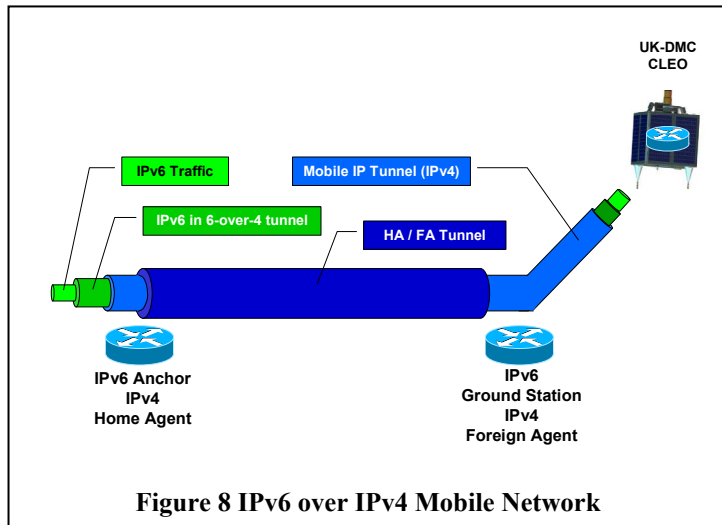 UK-DMC
CLEO
IPv6 Traffic
Mobile IP Tunnel (IPv4)
IPv6 in 6-over-4 tunnel
HA / FA Tunnel
IPv6 Anchor
IPv4
Home Agent
IPv6
Ground Station
IPv4
Foreign Agent
Figure 8 IPv6 over IPv4 Mobile Network